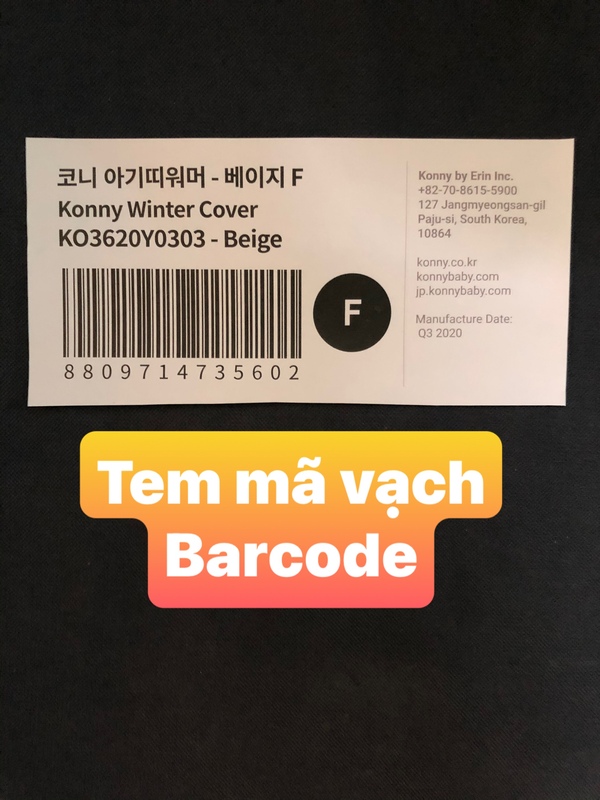 코니 아기띠워머 - 베이지 F
Konny Winter Cover
KO3620Y0303 - Beige
8809714735602
F
Konny by Erin Inc.
+82-70-8615-5900
127 Jangmyeongsan-gil
Paju-si, South Korea,
10864
konny.co.kr
konnybaby.com
jp.konnybaby.com
Manufacture Date:
Q3 2020
Tem mã vạch
Barcode